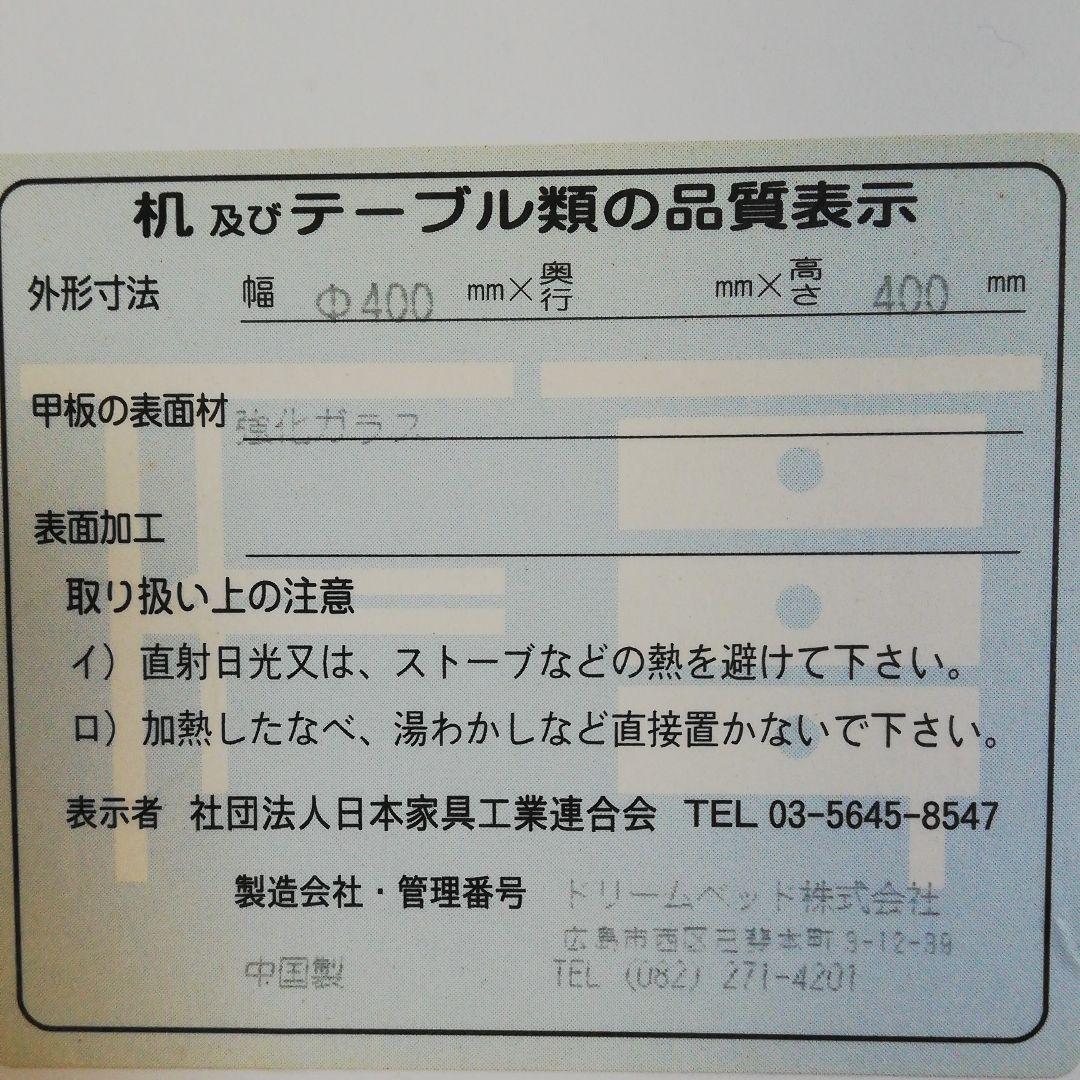 机及びテーブル類の品質表示
外形寸法 幅 Φ400 mm×奥行 mm×高さ 400 mm
甲板の表面材 強化ガラス
表面加工
取り扱い上の注意
イ）直射日光又は、ストーブなどの熱を避けて下さい。
ロ）加熱したなべ、湯わかしなど直接置かないで下さい。
表示者 社団法人日本家具工業連合会 TEL 03-5645-8547
製造会社・管理番号 ドリームベッド株式会社
広島市西区三篠本町 3-12-39
中国製 TEL (082) 271-4201